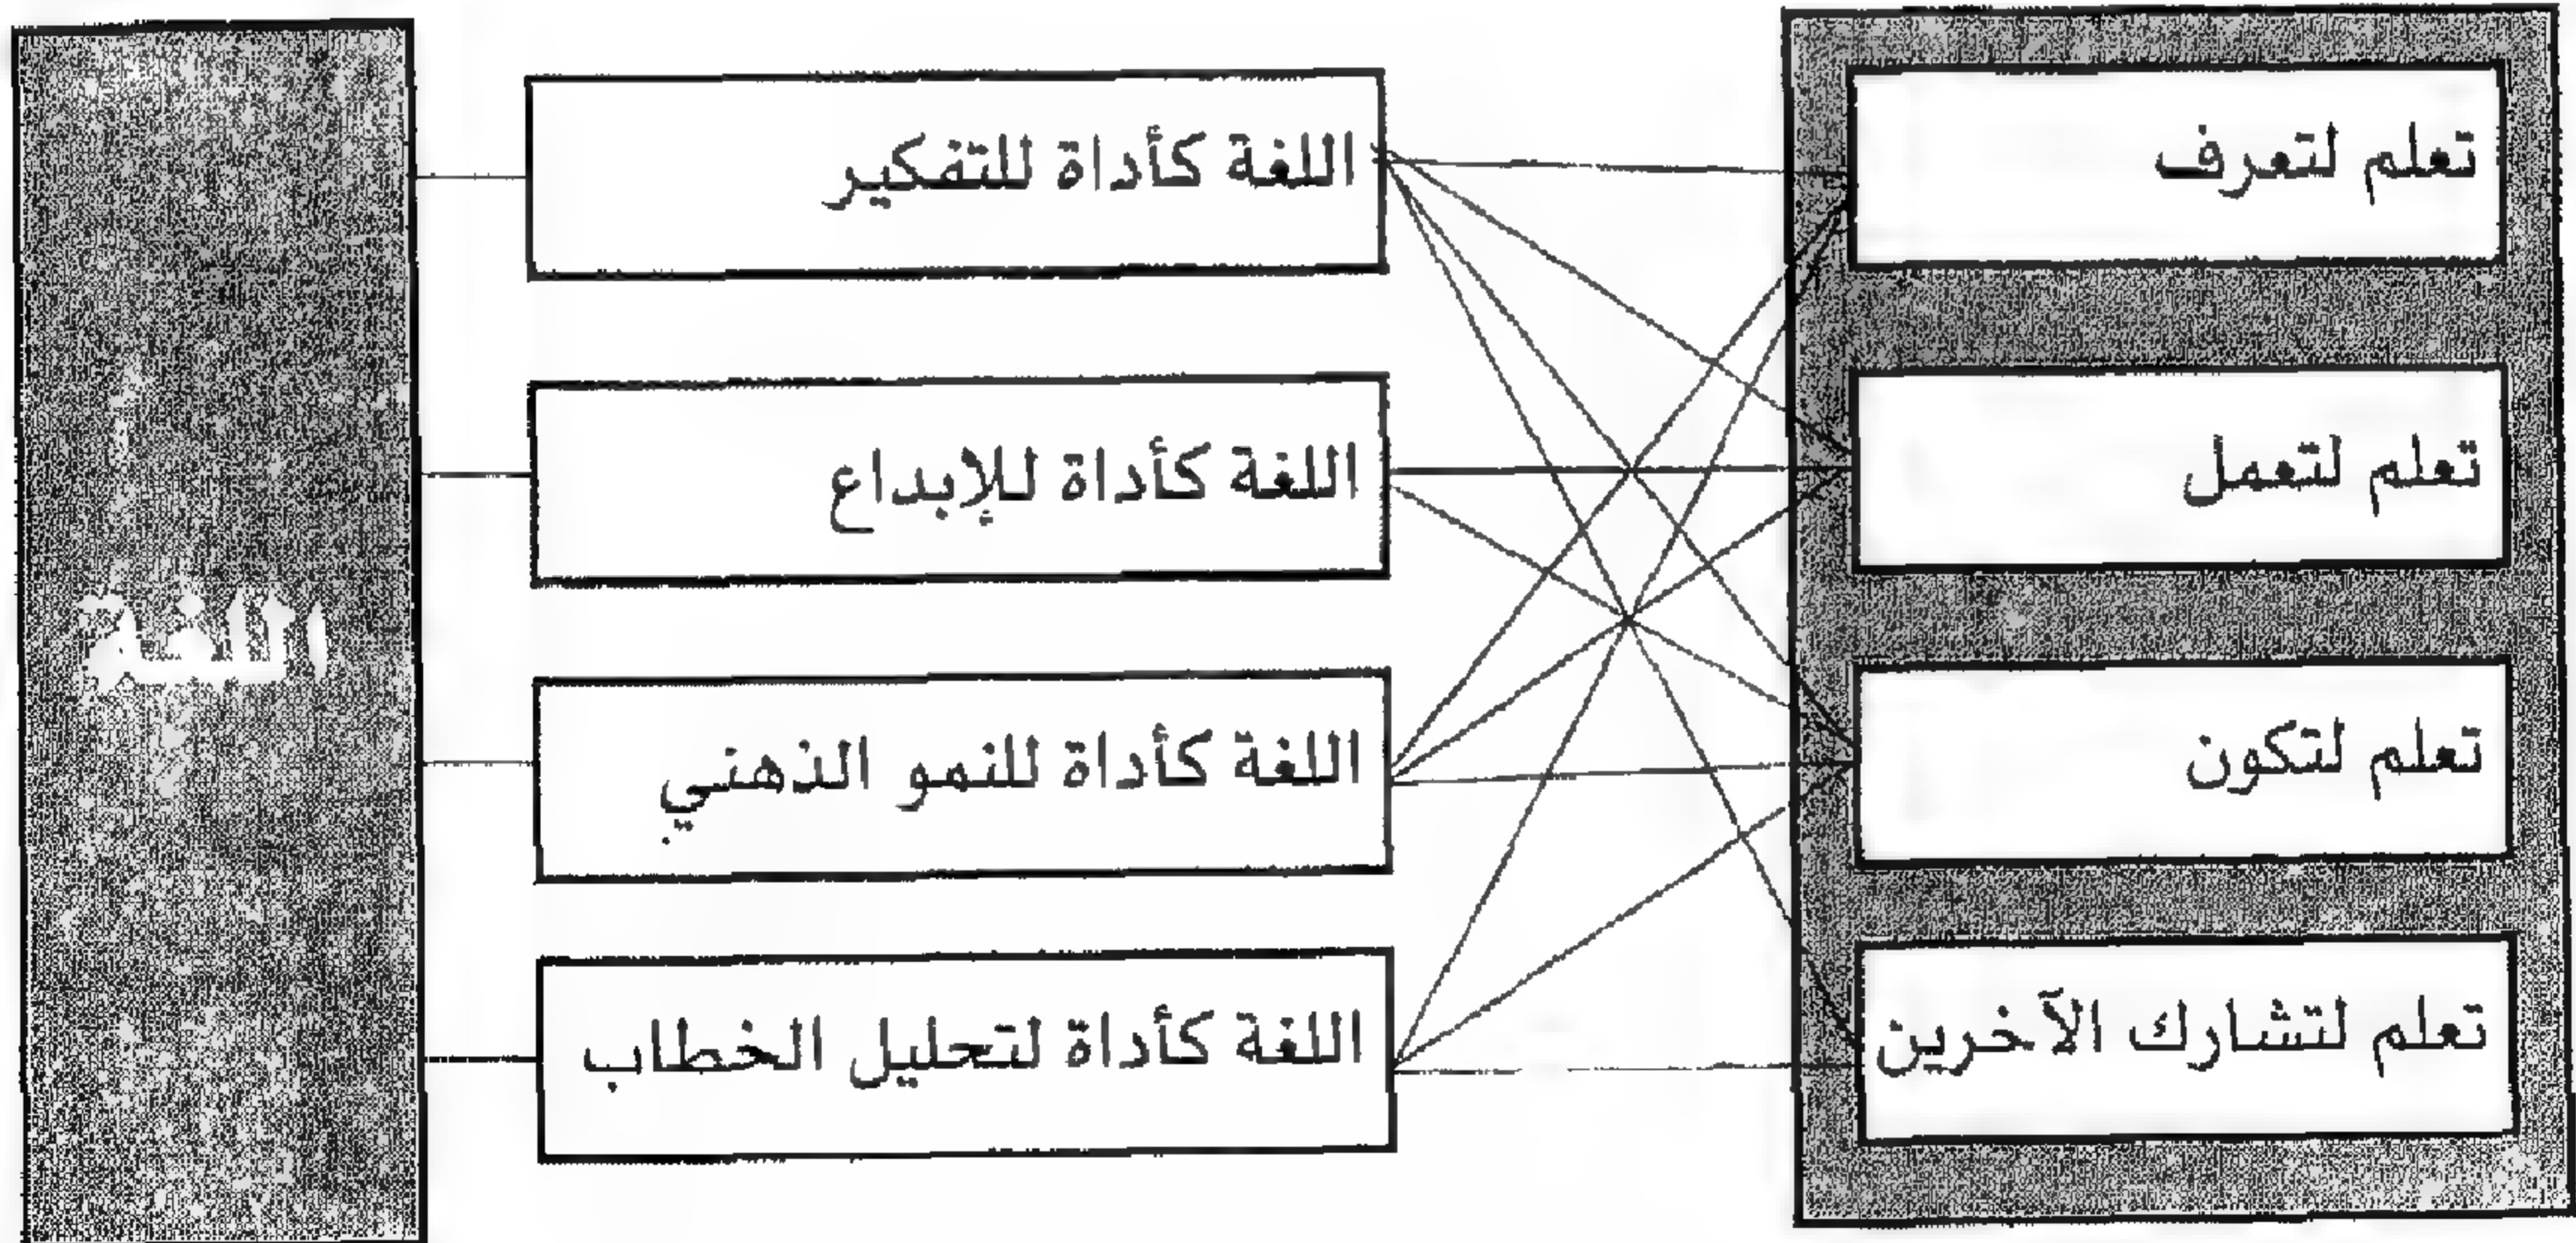 تعلم لتعرف
تعلم لتعمل
تعلم لتكون
تعلم لتشارك الآخرين
اللغة كأداة للتفكير
اللغة كأداة للإبداع
اللغة كأداة للنمو الذهني
اللغة كأداة لتحليل الخطاب
اللغة